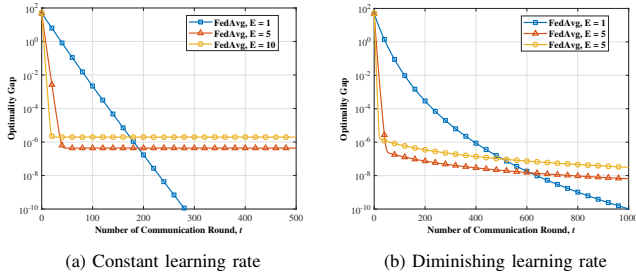 10^2
10^0
10^-2
10^-4
10^-6
10^-8
10^-10
Optimality Gap
FedAvg, E = 1
FedAvg, E = 5
FedAvg, E = 10
0 100 200 300 400 500
Number of Communication Round, t
(a) Constant learning rate
10^2
10^0
10^-2
10^-4
10^-6
10^-8
10^-10
Optimality Gap
FedAvg, E = 1
FedAvg, E = 5
FedAvg, E = 5
0 200 400 600 800 1000
Number of Communication Round, t
(b) Diminishing learning rate